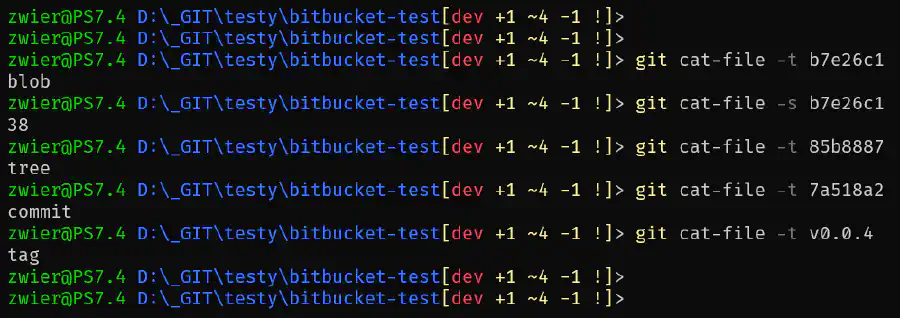 zwier@PS7.4 D:\_GIT\testy\bitbucket-test[dev +1 ~4 -1 !]>
zwier@PS7.4 D:\_GIT\testy\bitbucket-test[dev +1 ~4 -1 !]>
zwier@PS7.4 D:\_GIT\testy\bitbucket-test[dev +1 ~4 -1 !]> git cat-file -t b7e26c1
blob
zwier@PS7.4 D:\_GIT\testy\bitbucket-test[dev +1 ~4 -1 !]> git cat-file -s b7e26c1
38
zwier@PS7.4 D:\_GIT\testy\bitbucket-test[dev +1 ~4 -1 !]> git cat-file -t 85b8887
tree
zwier@PS7.4 D:\_GIT\testy\bitbucket-test[dev +1 ~4 -1 !]> git cat-file -t 7a518a2
commit
zwier@PS7.4 D:\_GIT\testy\bitbucket-test[dev +1 ~4 -1 !]> git cat-file -t v0.0.4
tag
zwier@PS7.4 D:\_GIT\testy\bitbucket-test[dev +1 ~4 -1 !]>
zwier@PS7.4 D:\_GIT\testy\bitbucket-test[dev +1 ~4 -1 !]>